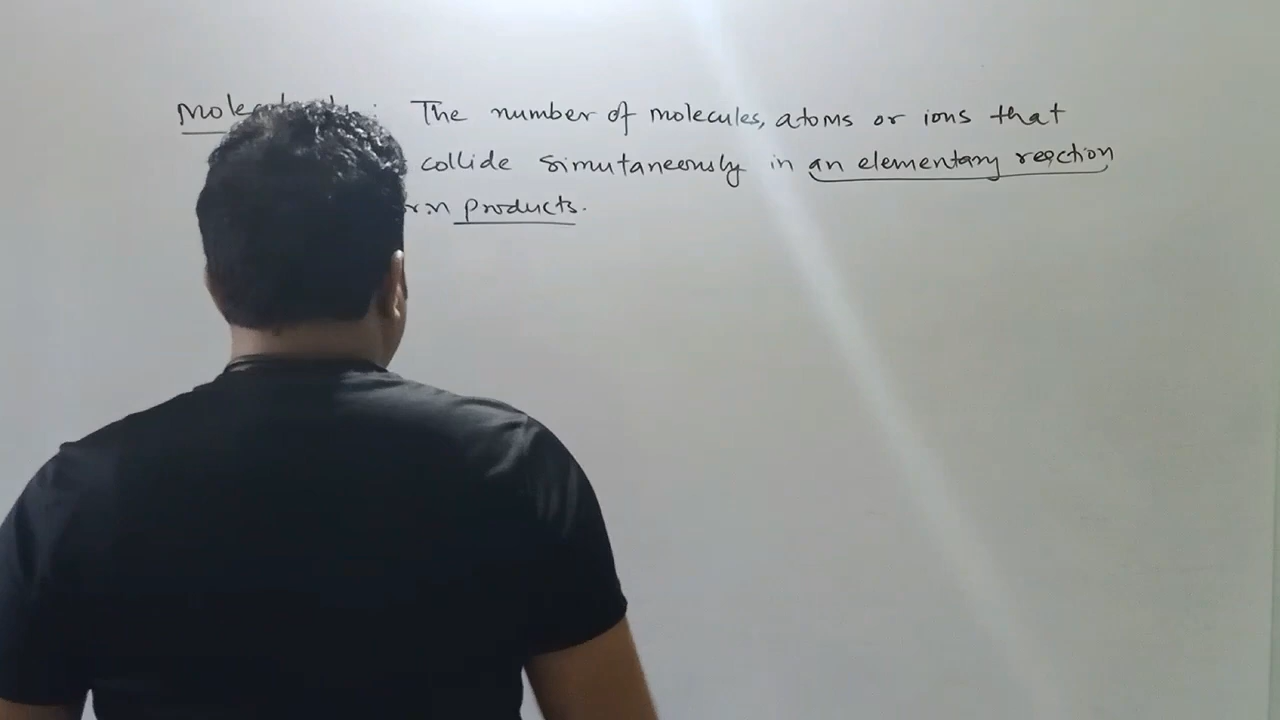 : The number of molecules, atoms or ions that
collide simutaneously in an elementary reaction
products.